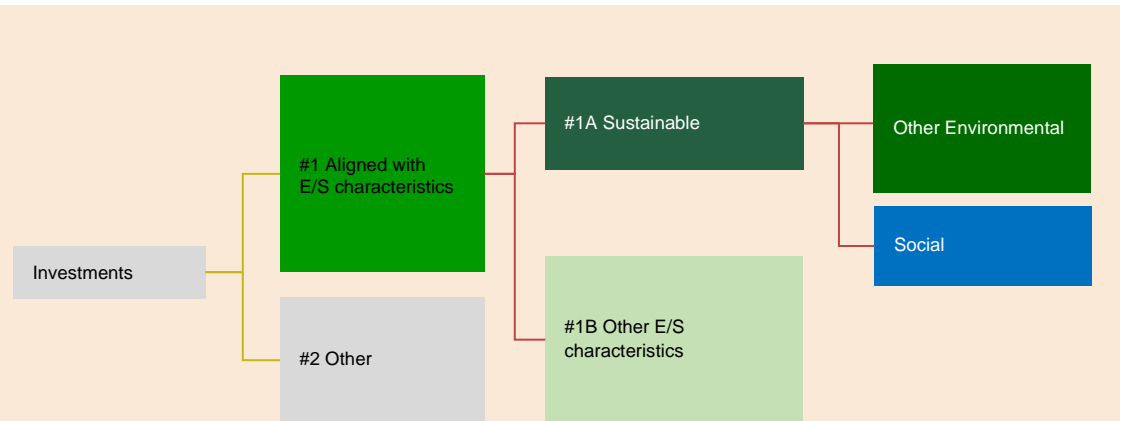 Investments
#1 Aligned with
E/S characteristics
#2 Other
#1A Sustainable
#1B Other E/S
characteristics
Other Environmental
Social